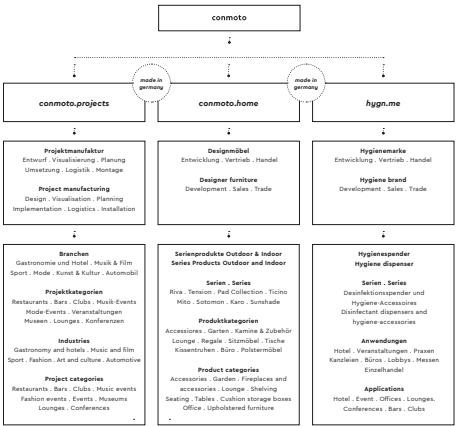 conmoto
made in
germany
made in
germany
conmoto.projects
conmoto.home
hygn.me
Projektmanufaktur
Entwurf . Visualisierung . Planung
Umsetzung . Logistik . Montage
Project manufacturing
Design . Visualisation . Planning
Implementation . Logistics . Installation
Designmöbel
Entwicklung . Vertrieb . Handel
Designer furniture
Development . Sales . Trade
Hygienemarke
Entwicklung . Vertrieb . Handel
Hygiene brand
Development . Sales . Trade
Branchen
Gastronomie und Hotel . Musik & Film
Sport . Mode . Kunst & Kultur . Automobil
Projektkategorien
Restaurants . Bars . Clubs . Musik-Events
Mode-Events . Veranstaltungen
Museen . Lounges . Konferenzen
Industries
Gastronomy and hotels . Music and film
Sport . Fashion . Art and culture . Automotive
Project categories
Restaurants . Bars . Clubs . Music events
Fashion events . Events . Museums
Lounges . Conferences
Serienprodukte Outdoor & Indoor
Series Products Outdoor and Indoor
Serien . Series
Riva . Tension . Pad Collection . Ticino
Mito . Sotomon . Karo . Sunshade
Produktkategorien
Accessoires . Garten . Kamine & Zubehör
Lounge . Regale . Sitzmöbel . Tische
Kissentruhen . Büro . Polstermöbel
Product categories
Accessories . Garden . Fireplaces and
accessories . Lounge . Shelving
Seating . Tables . Cushion storage boxes
Office . Upholstered furniture
Hygienespender
Hygiene dispenser
Serien . Series
Desinfektionsspender und
Hygiene-Accessoires
Disinfectant dispensers and
hygiene-accessories
Anwendungen
Hotel . Veranstaltungen . Praxen
Kanzleien . Büros . Lobbys . Messen
Einzelhandel
Applications
Hotel . Event . Offices . Lounges.
Conferences . Bars . Clubs